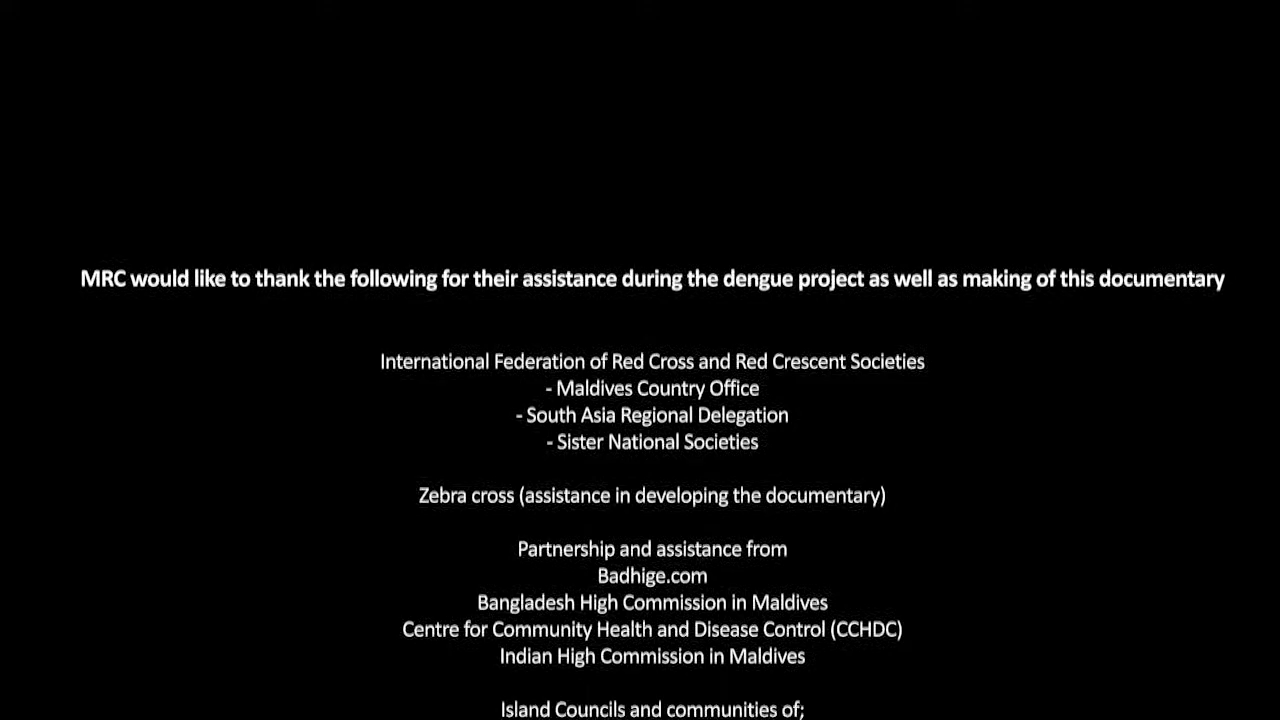 MRC would like to thank the following for their assistance during the dengue project as well as making of this documentary
International Federation of Red Cross and Red Crescent Societies
- Maldives Country Office
- South Asia Regional Delegation
- Sister National Societies
Zebra cross (assistance in developing the documentary)
Partnership and assistance from
Badhige.com
Bangladesh High Commission in Maldives
Centre for Community Health and Disease Control (CCHDC)
Indian High Commission in Maldives
Island Councils and communities of;